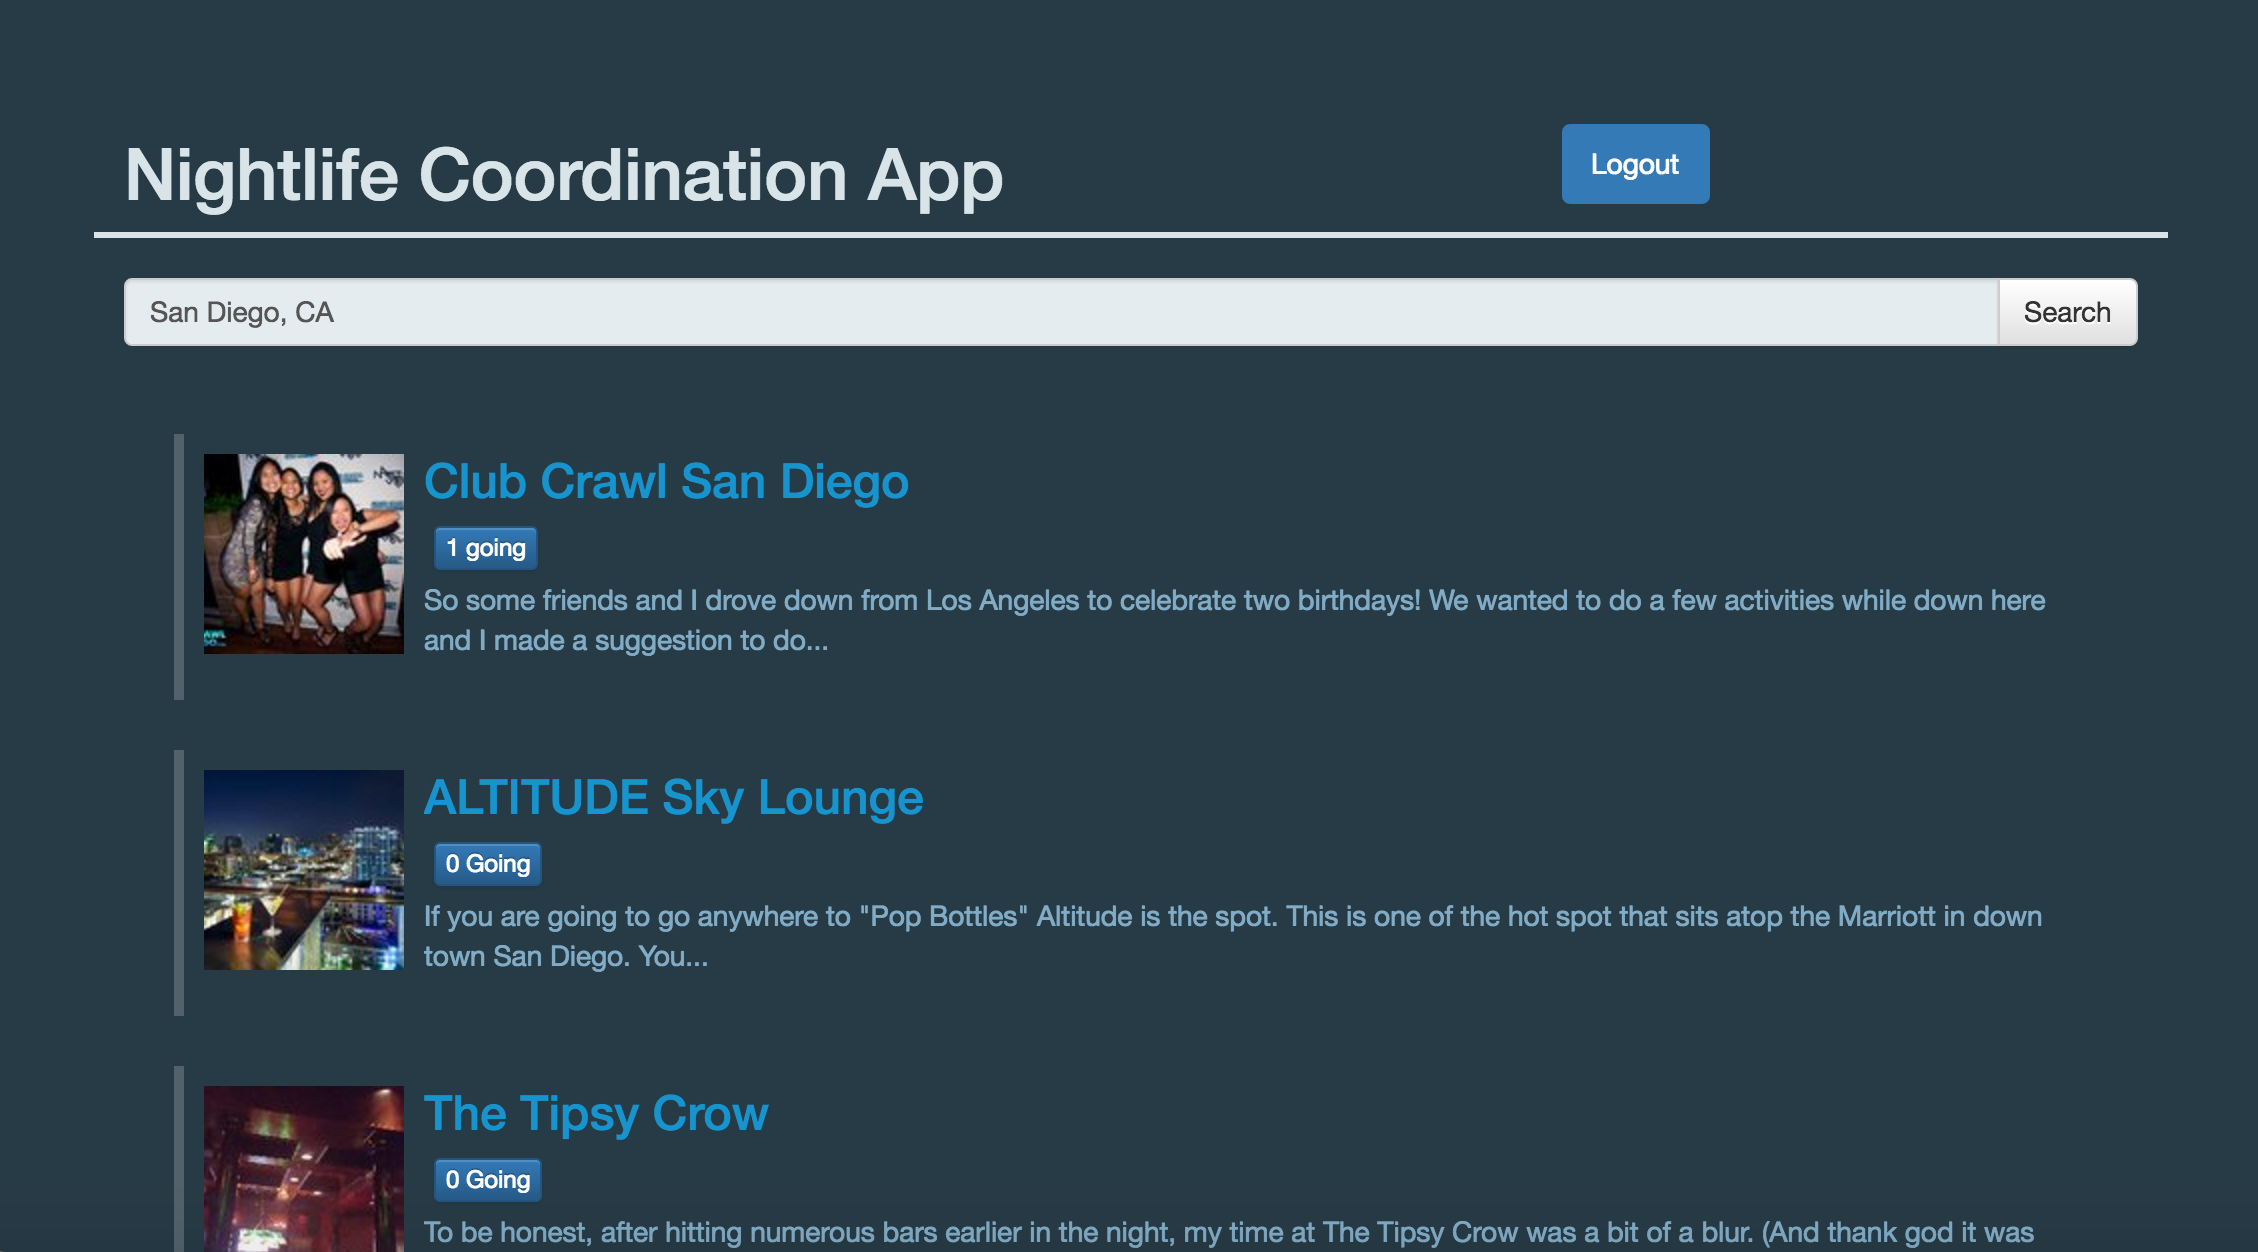 Nightlife Coordination App
Logout
San Diego, CA
Search
Club Crawl San Diego
1 going
So some friends and I drove down from Los Angeles to celebrate two birthdays! We wanted to do a few activities while down here
and I made a suggestion to do...
ALTITUDE Sky Lounge
0 Going
If you are going to go anywhere to "Pop Bottles" Altitude is the spot. This is one of the hot spot that sits atop the Marriott in down
town San Diego. You...
The Tipsy Crow
0 Going
To be honest, after hitting numerous bars earlier in the night, my time at The Tipsy Crow was a bit of a blur. (And thank god it was